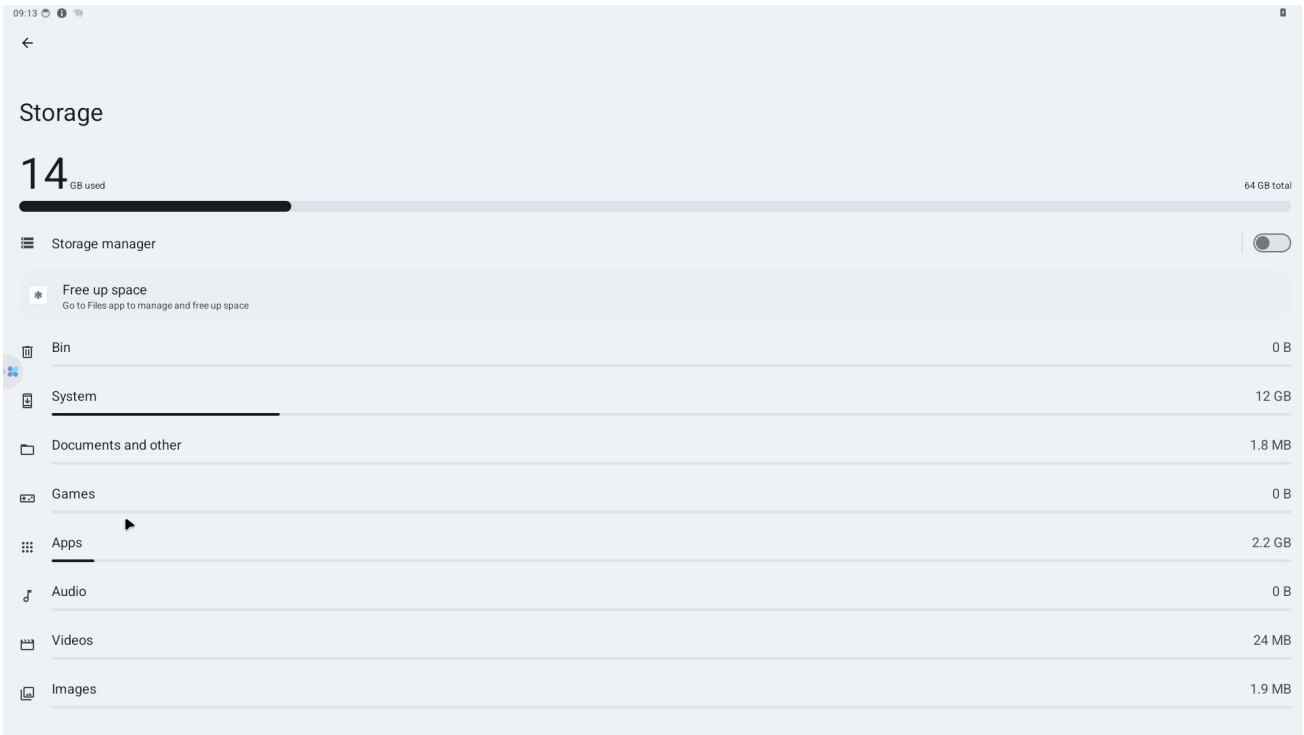 09:13
Storage
14 GB used
64 GB total
Storage manager
Free up space
Go to Files app to manage and free up space
Bin 0 B
System 12 GB
Documents and other 1.8 MB
Games 0 B
Apps 2.2 GB
Audio 0 B
Videos 24 MB
Images 1.9 MB